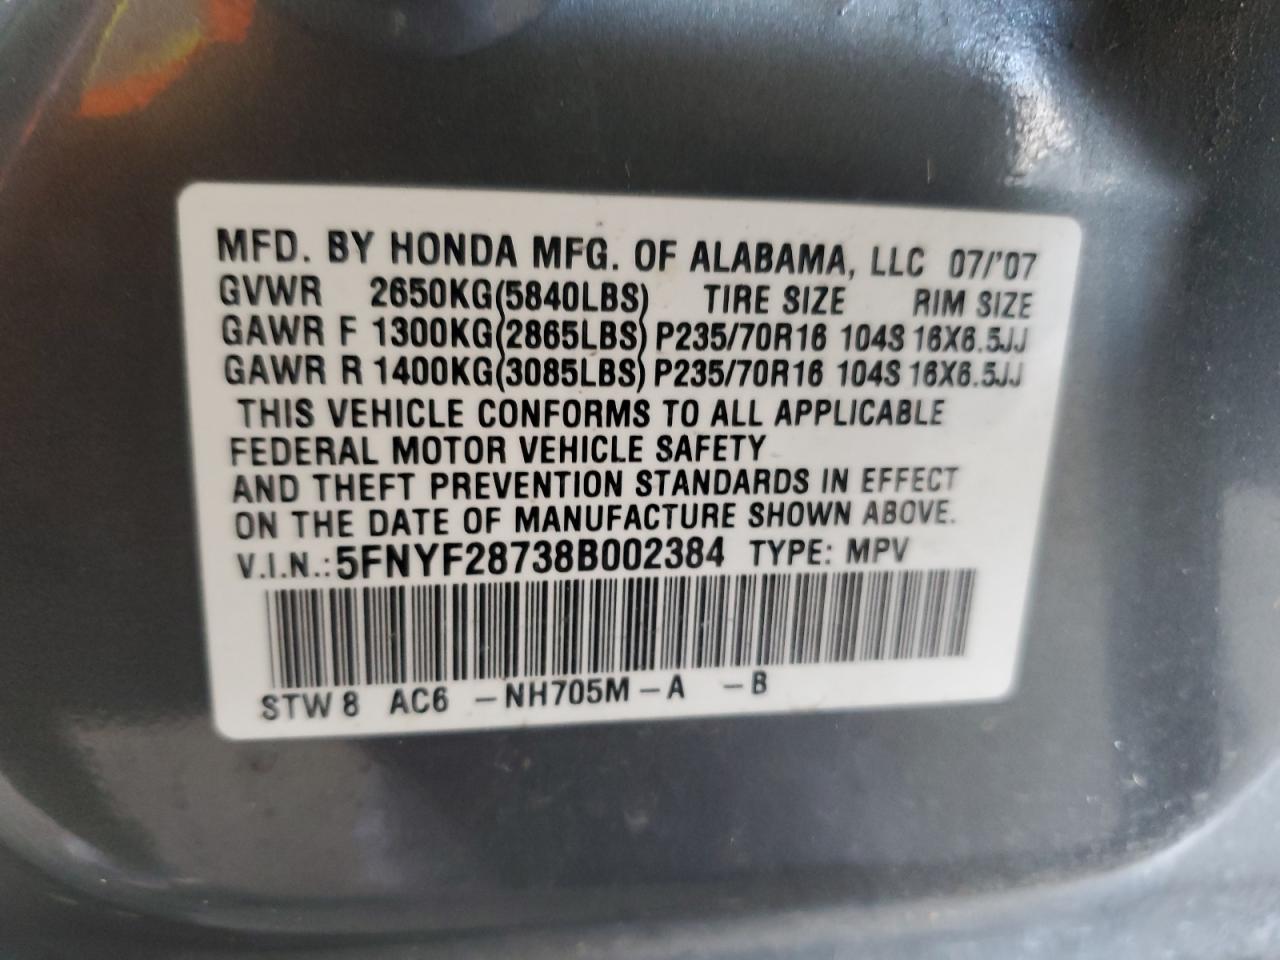 MFD. BY HONDA MFG. OF ALABAMA, LLC 07/'07
GVWR 2650KG(5840LBS) TIRE SIZE RIM SIZE
GAWR F 1300KG(2865LBS) P235/70R16 104S 16X6.5JJ
GAWR R 1400KG(3085LBS) P235/70R16 104S 16X6.5JJ
THIS VEHICLE CONFORMS TO ALL APPLICABLE
FEDERAL MOTOR VEHICLE SAFETY
AND THEFT PREVENTION STANDARDS IN EFFECT
ON THE DATE OF MANUFACTURE SHOWN ABOVE.
V.I.N.: 5FNYF28738B002384 TYPE: MPV
STW 8 AC6 -NH705M-A -B